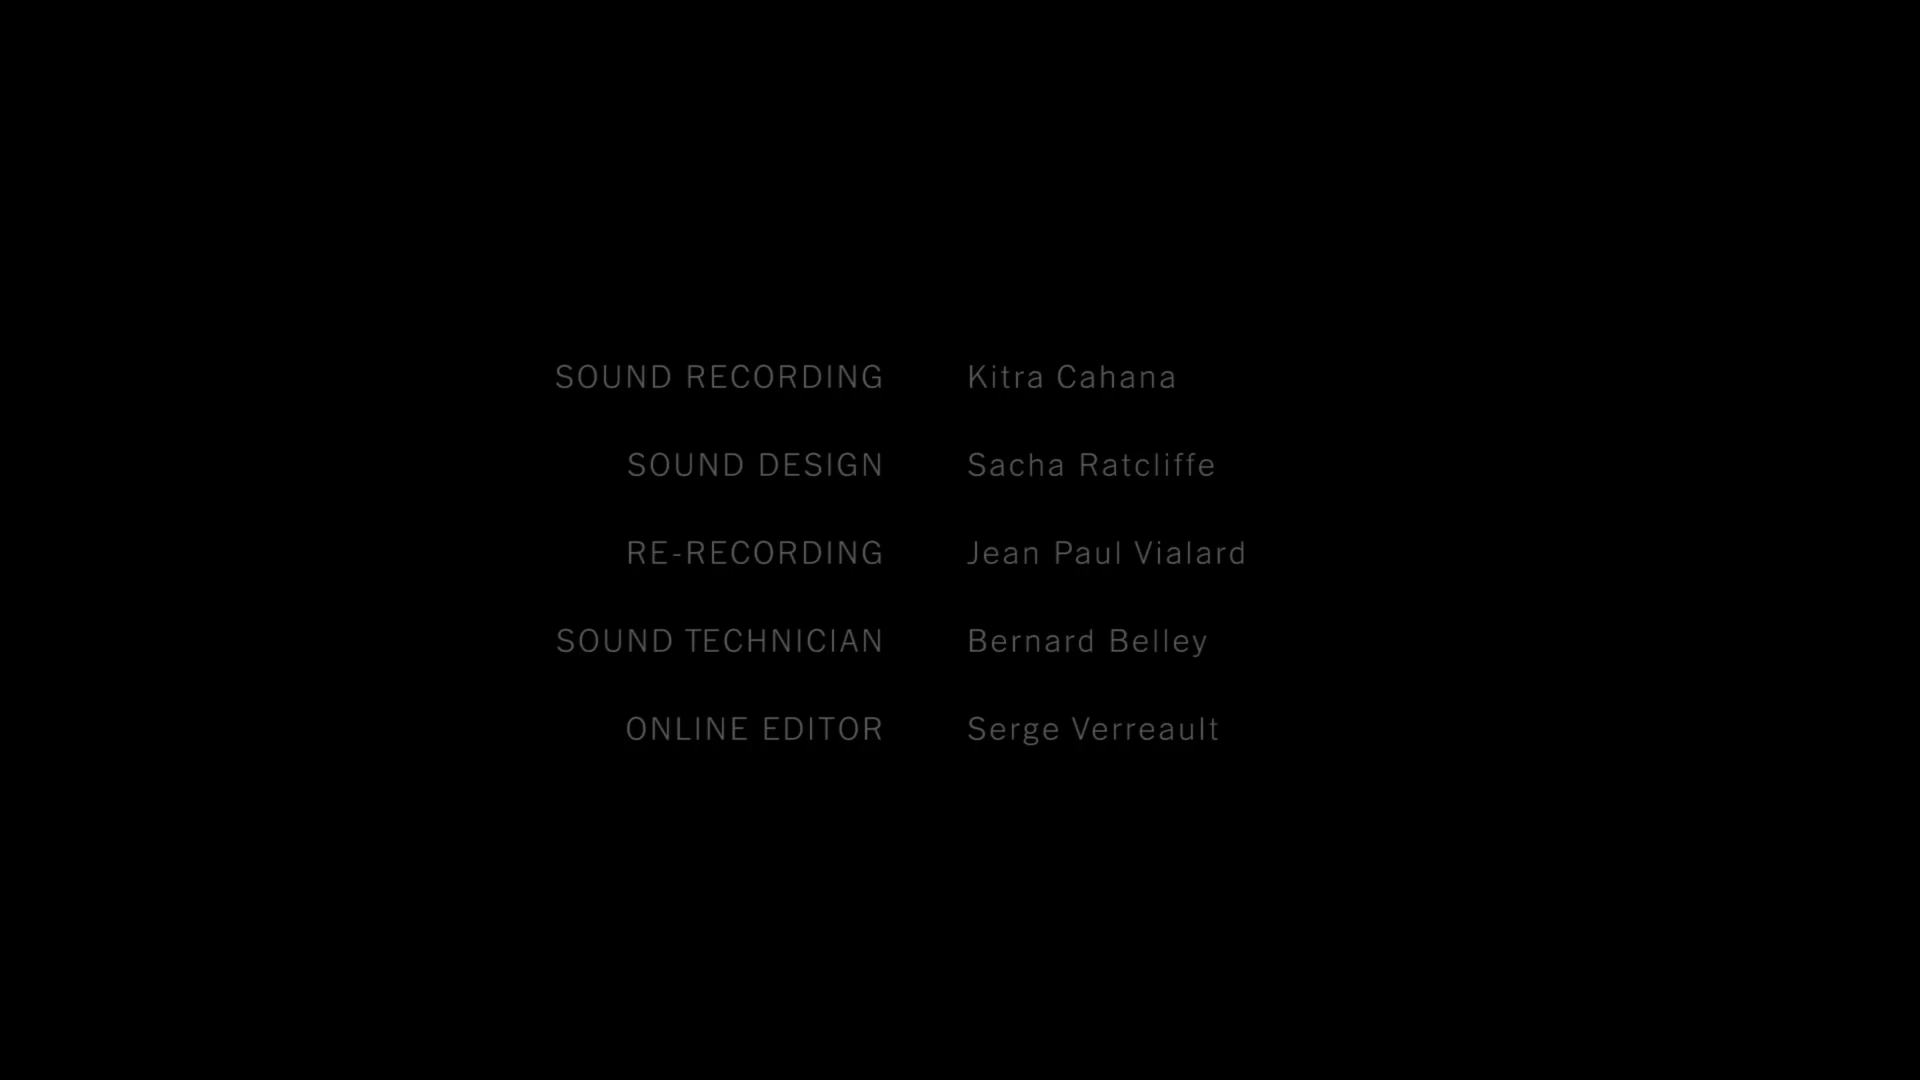 SOUND RECORDING Kitra Cahana
SOUND DESIGN Sacha Ratcliffe
RE-RECORDING Jean Paul Vialard
SOUND TECHNICIAN Bernard Belley
ONLINE EDITOR Serge Verreault